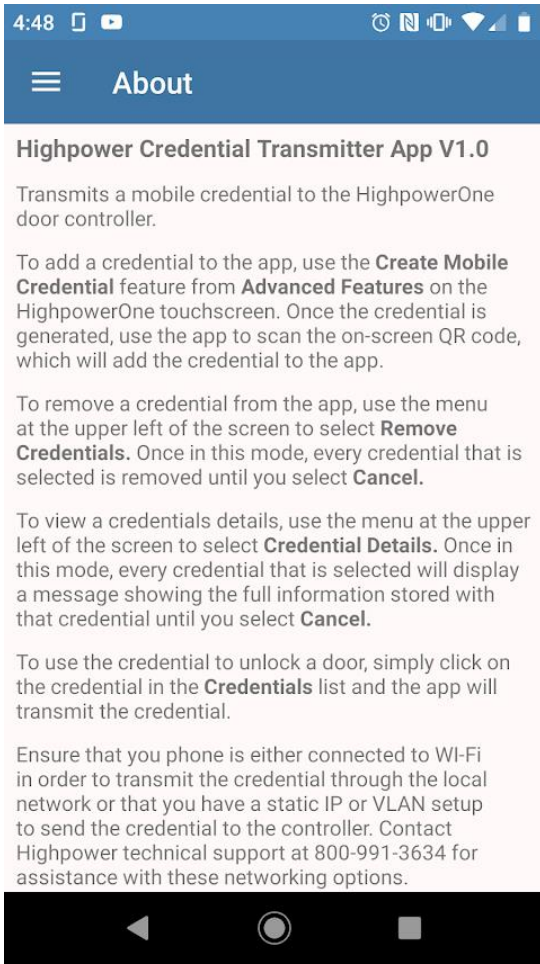 4:48
About
Highpower Credential Transmitter App V1.0
Transmits a mobile credential to the HighpowerOne
door controller.
To add a credential to the app, use the Create Mobile
Credential feature from Advanced Features on the
HighpowerOne touchscreen. Once the credential is
generated, use the app to scan the on-screen QR code,
which will add the credential to the app.
To remove a credential from the app, use the menu
at the upper left of the screen to select Remove
Credentials. Once in this mode, every credential that is
selected is removed until you select Cancel.
To view a credentials details, use the menu at the upper
left of the screen to select Credential Details. Once in
this mode, every credential that is selected will display
a message showing the full information stored with
that credential until you select Cancel.
To use the credential to unlock a door, simply click on
the credential in the Credentials list and the app will
transmit the credential.
Ensure that you phone is either connected to WI-Fi
in order to transmit the credential through the local
network or that you have a static IP or VLAN setup
to send the credential to the controller. Contact
Highpower technical support at 800-991-3634 for
assistance with these networking options.